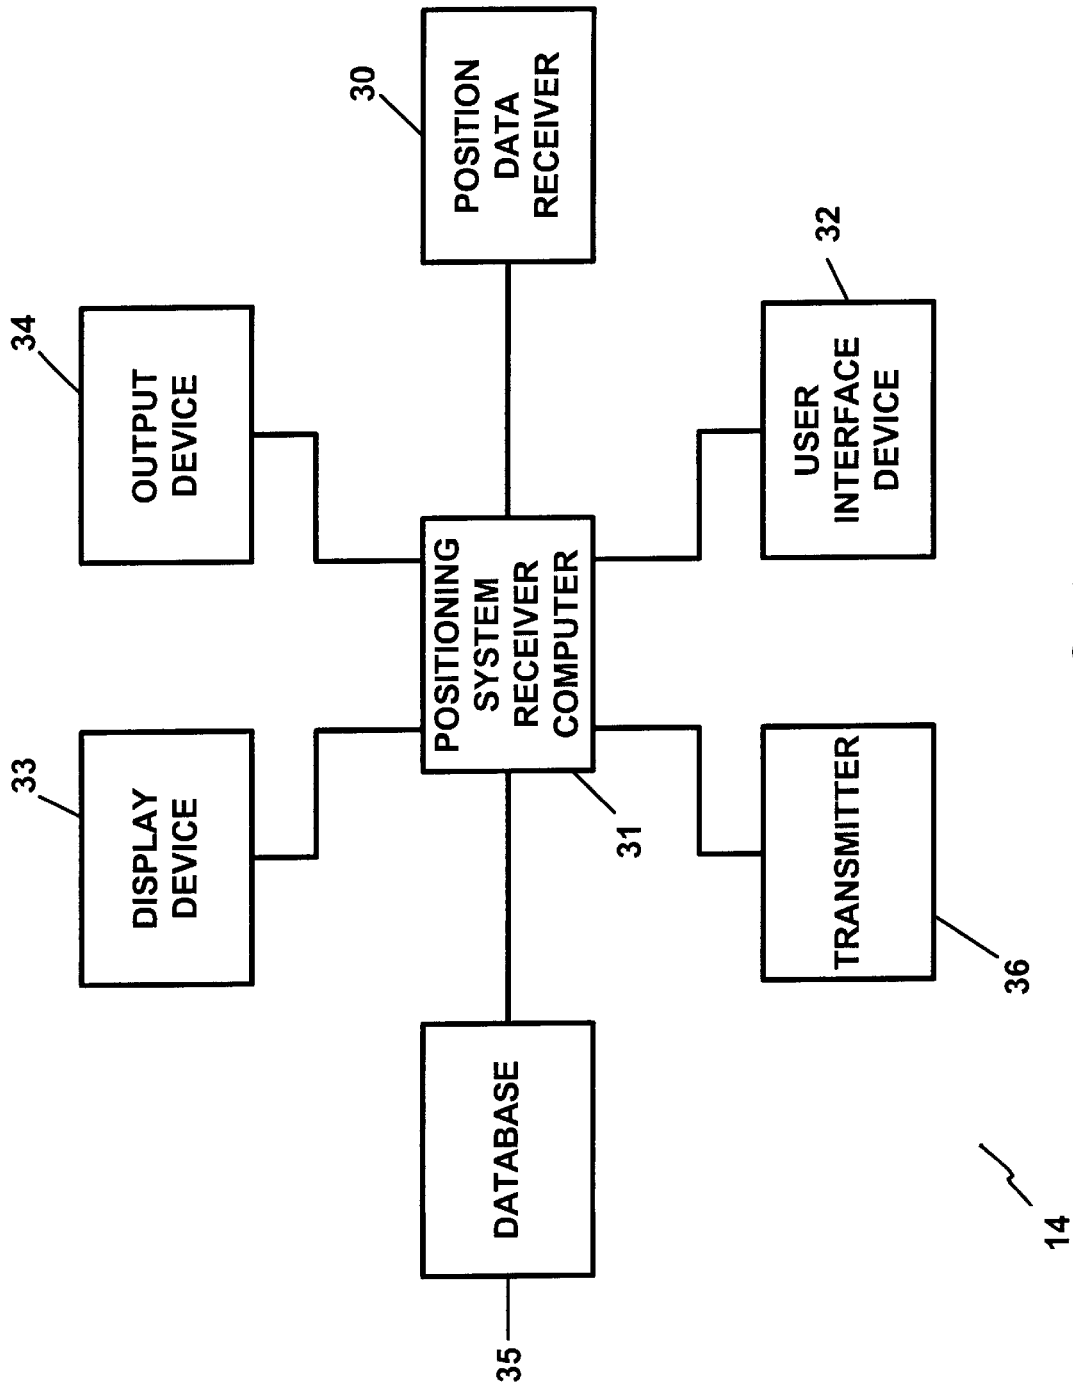 33
DISPLAY
DEVICE
34
OUTPUT
DEVICE
35
DATABASE
POSITIONING
SYSTEM
RECEIVER
COMPUTER
31
30
POSITION
DATA
RECEIVER
TRANSMITTER
36
USER
INTERFACE
DEVICE
32
14